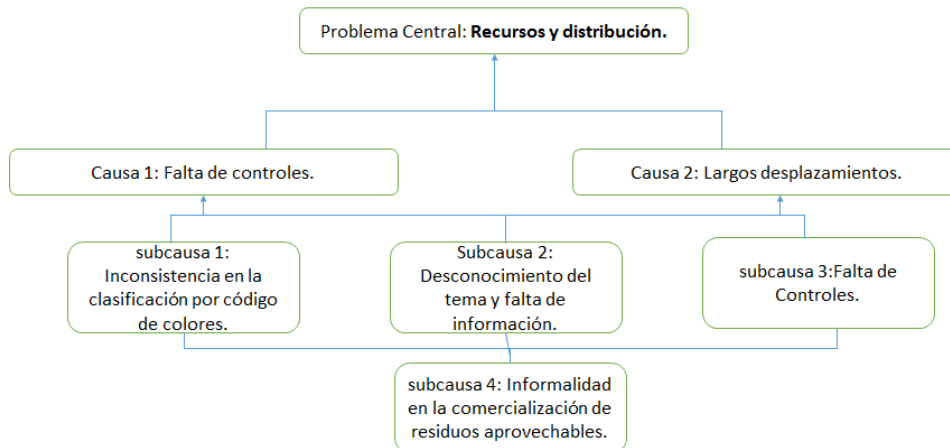 Problema Central: Recursos y distribución.
Causa 1: Falta de controles.
Causa 2: Largos desplazamientos.
subcausa 1:
Inconsistencia en la
clasificación por código
de colores.
Subcausa 2:
Desconocimiento del
tema y falta de
información.
subcausa 3:Falta de
Controles.
subcausa 4: Informalidad
en la comercialización de
residuos aprovechables.